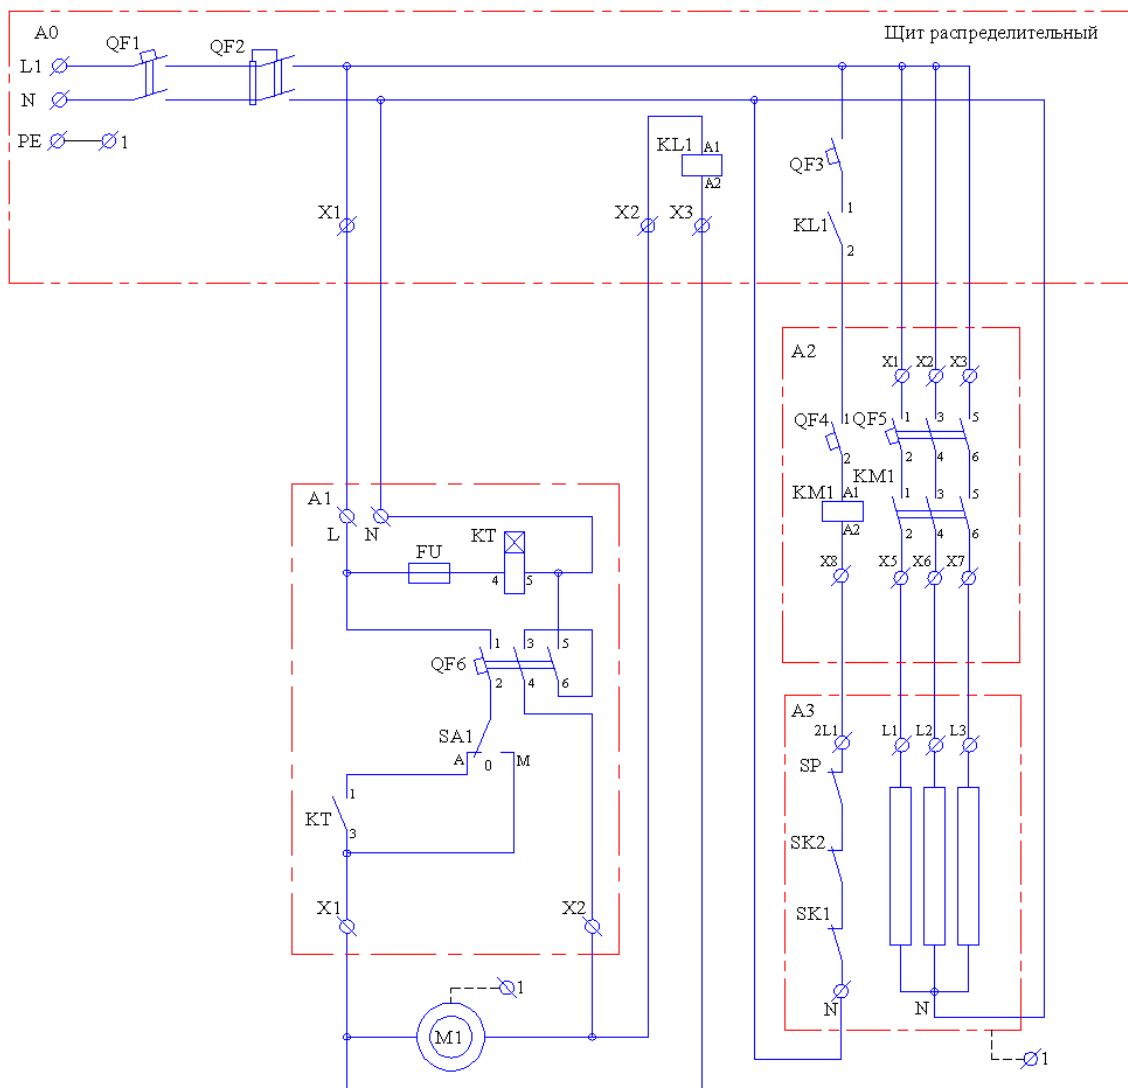 A0
Щит распределительный
QF1
QF2
L1
N
PE
1
KL1
A1
A2
QF3
X1
X2
X3
KL1
1
2
A2
X1
X2
X3
QF4
1
2
QF5
1
3
5
2
4
6
KM1
KM1
A1
A2
1
3
5
2
4
6
X8
X5
X6
X7
A1
L
N
FU
KT
4
5
QF6
1
3
5
2
4
6
SA1
A
0
M
KT
1
3
X1
X2
A3
2L1
L1
L2
L3
SP
SK2
SK1
N
N
1
M1
1